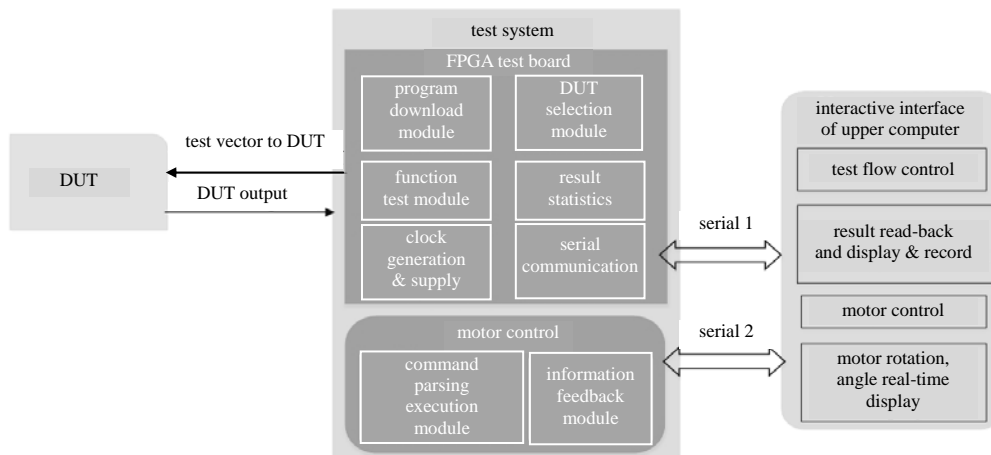 test system
FPGA test board
program
download
module
DUT
selection
module
function
test module
result
statistics
clock
generation
& supply
serial
communication
motor control
command
parsing
execution
module
information
feedback
module
DUT
test vector to DUT
DUT output
serial 1
serial 2
interactive interface
of upper computer
test flow control
result read-back
and display & record
motor control
motor rotation,
angle real-time
display